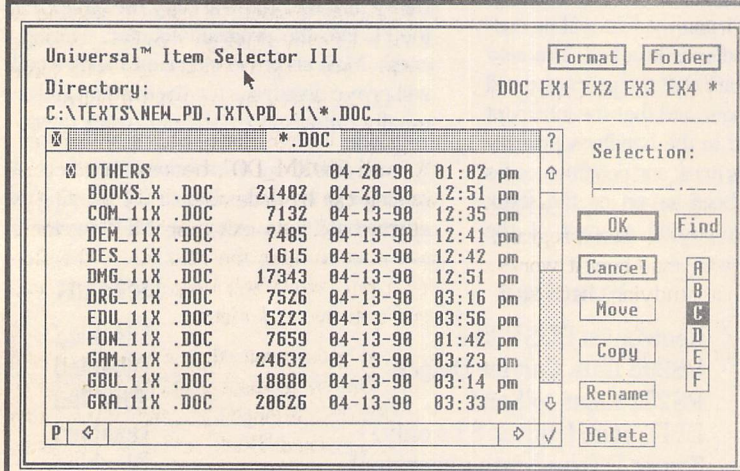 Universal™ Item Selector III
Format Folder
Directory:
DOC EX1 EX2 EX3 EX4 *
C:\TEXTS\NEW_PD.TXT\PD_11\*.DOC
*.DOC ?
OTHERS 04-20-90 01:02 pm
BOOKS_X .DOC 21402 04-20-90 12:51 pm
COM_11X .DOC 7132 04-13-90 12:35 pm
DEM_11X .DOC 7485 04-13-90 12:41 pm
DES_11X .DOC 1615 04-13-90 12:42 pm
DMG_11X .DOC 17343 04-13-90 12:51 pm
DRG_11X .DOC 7526 04-13-90 03:16 pm
EDU_11X .DOC 5223 04-13-90 03:56 pm
FON_11X .DOC 7659 04-13-90 01:42 pm
GAM_11X .DOC 24632 04-13-90 03:23 pm
GBU_11X .DOC 18880 04-13-90 03:14 pm
GRA_11X .DOC 20626 04-13-90 03:33 pm
P
Selection:
OK Find
Cancel
Move
Copy
Rename
Delete
A
B
C
D
E
F